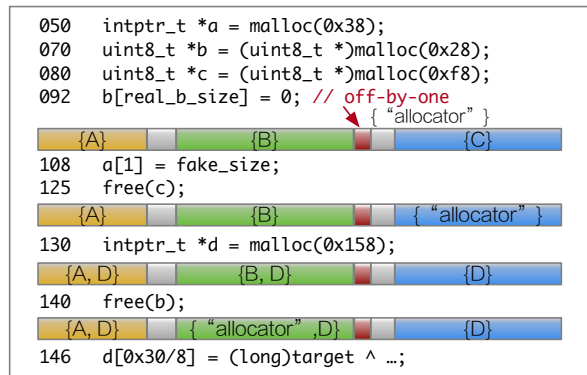 050 intptr_t *a = malloc(0x38);
070 uint8_t *b = (uint8_t *)malloc(0x28);
080 uint8_t *c = (uint8_t *)malloc(0xf8);
092 b[real_b_size] = 0; // off-by-one
{ “allocator” }
{A} {B} {C}
108 a[1] = fake_size;
125 free(c);
{A} {B} { “allocator” }
130 intptr_t *d = malloc(0x158);
{A, D} {B, D} {D}
140 free(b);
{A, D} { “allocator” ,D} {D}
146 d[0x30/8] = (long)target ^ …;